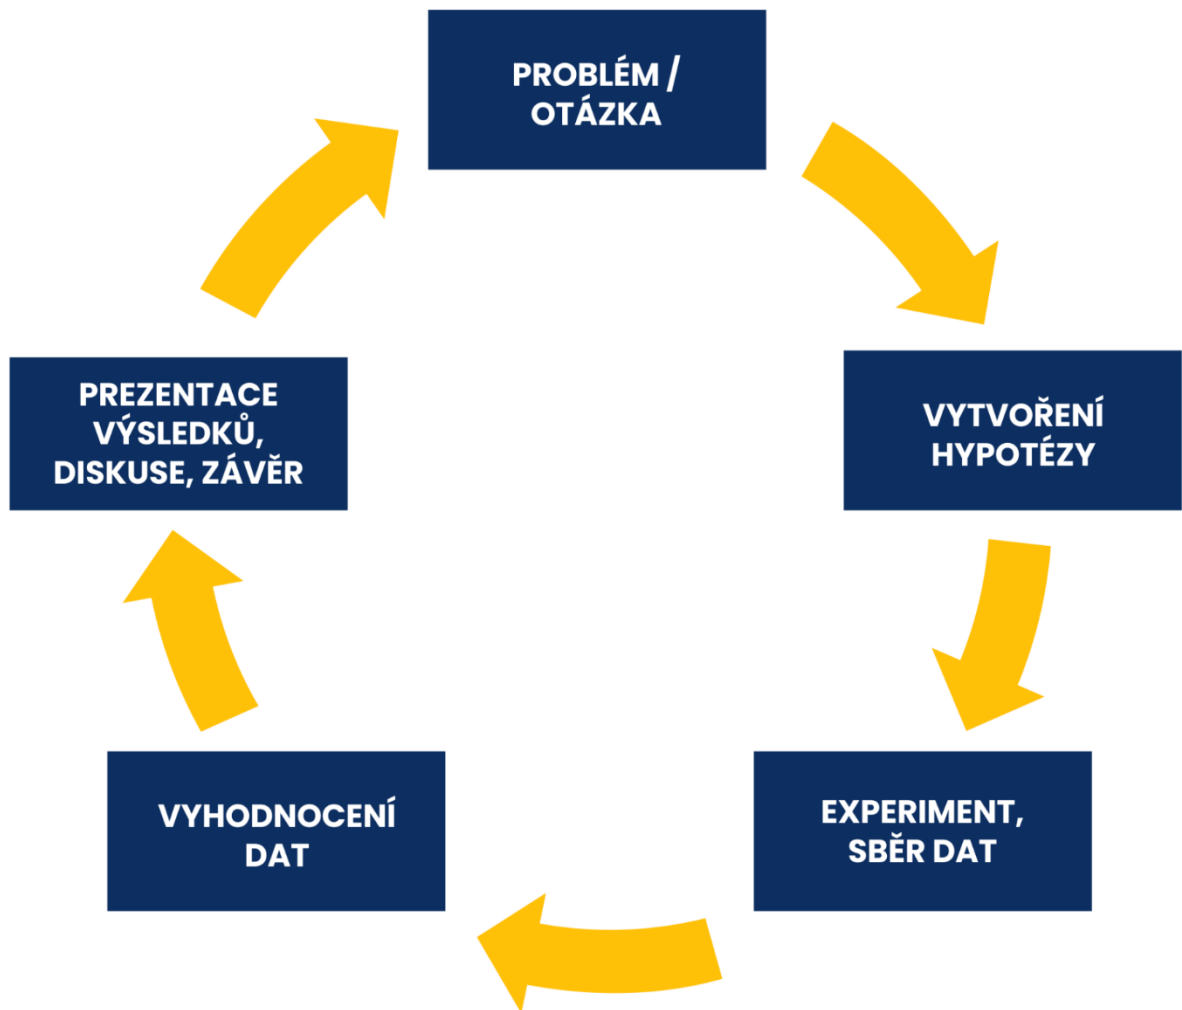 PROBLÉM /
OTÁZKA
VYTVOŘENÍ
HYPOTÉZY
EXPERIMENT,
SBĚR DAT
VYHODNOCENÍ
DAT
PREZENTACE
VÝSLEDKŮ,
DISKUSE, ZÁVĚR